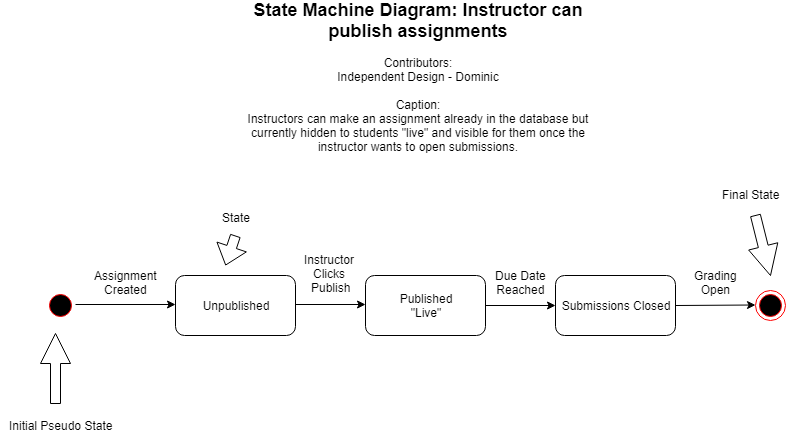 State Machine Diagram: Instructor can
publish assignments
Contributors:
Independent Design - Dominic
Caption:
Instructors can make an assignment already in the database but
currently hidden to students "live" and visible for them once the
instructor wants to open submissions.
Final State
State
Assignment
Created
Unpublished
Instructor
Clicks
Publish
Published
"Live"
Due Date
Reached
Submissions Closed
Grading
Open
Initial Pseudo State